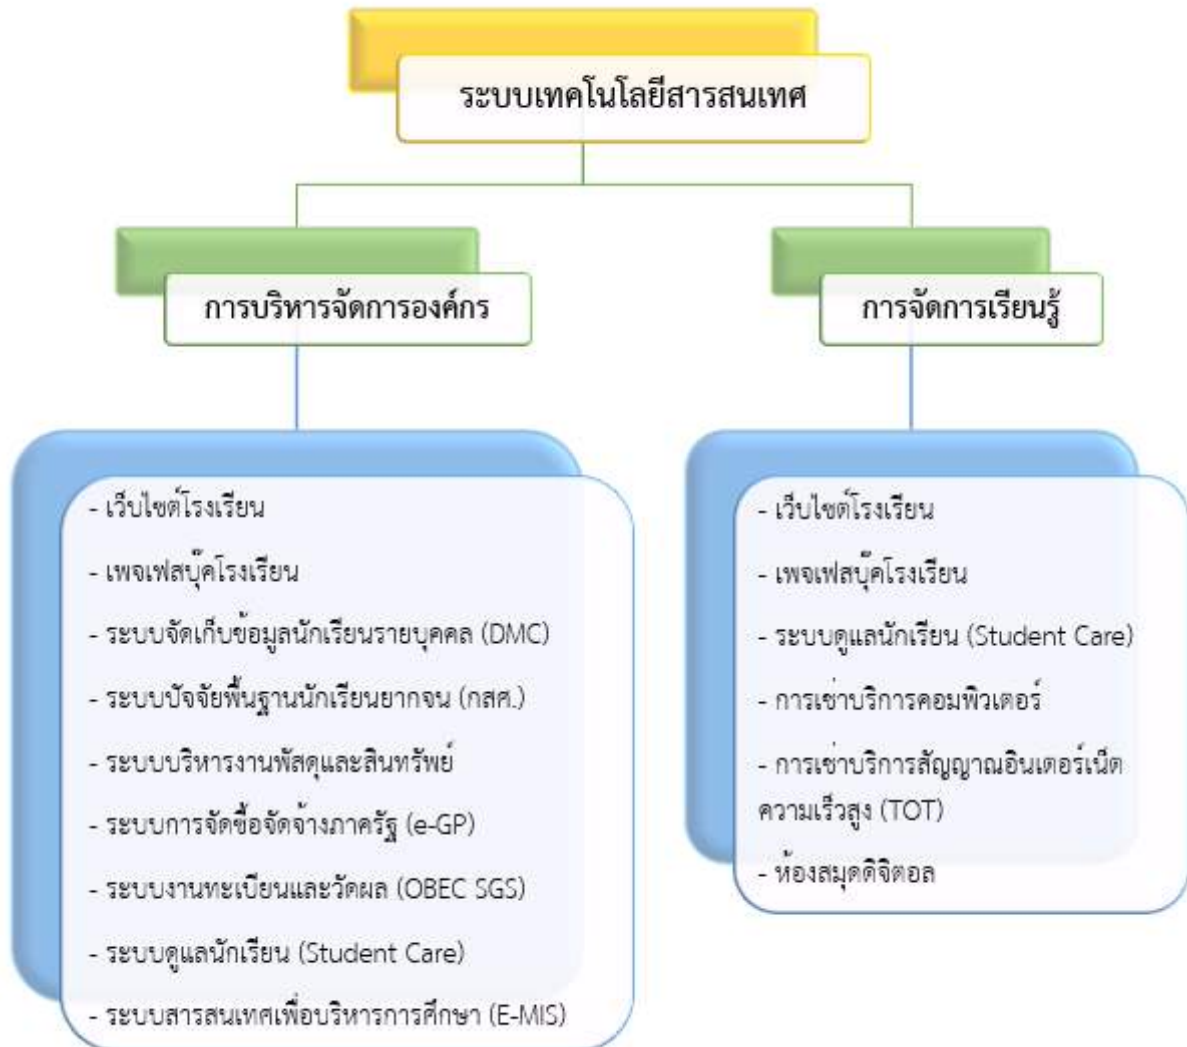 ระบบเทคโนโลยีสารสนเทศ
การบริหารจัดการองค์กร
- เว็บไซต์โรงเรียน
- เพจเฟสบุ๊คโรงเรียน
- ระบบจัดเก็บข้อมูลนักเรียนรายบุคคล (DMC)
- ระบบปัจจัยพื้นฐานนักเรียนยากจน (กสศ.)
- ระบบบริหารงานพัสดุและสินทรัพย์
- ระบบการจัดซื้อจัดจ้างภาครัฐ (e-GP)
- ระบบงานทะเบียนและวัดผล (OBEC SGS)
- ระบบดูแลนักเรียน (Student Care)
- ระบบสารสนเทศเพื่อบริหารการศึกษา (E-MIS)
การจัดการเรียนรู้
- เว็บไซต์โรงเรียน
- เพจเฟสบุ๊คโรงเรียน
- ระบบดูแลนักเรียน (Student Care)
- การเช่าบริการคอมพิวเตอร์
- การเช่าบริการสัญญาณอินเตอร์เน็ต
ความเร็วสูง (TOT)
- ห้องสมุดดิจิตอล